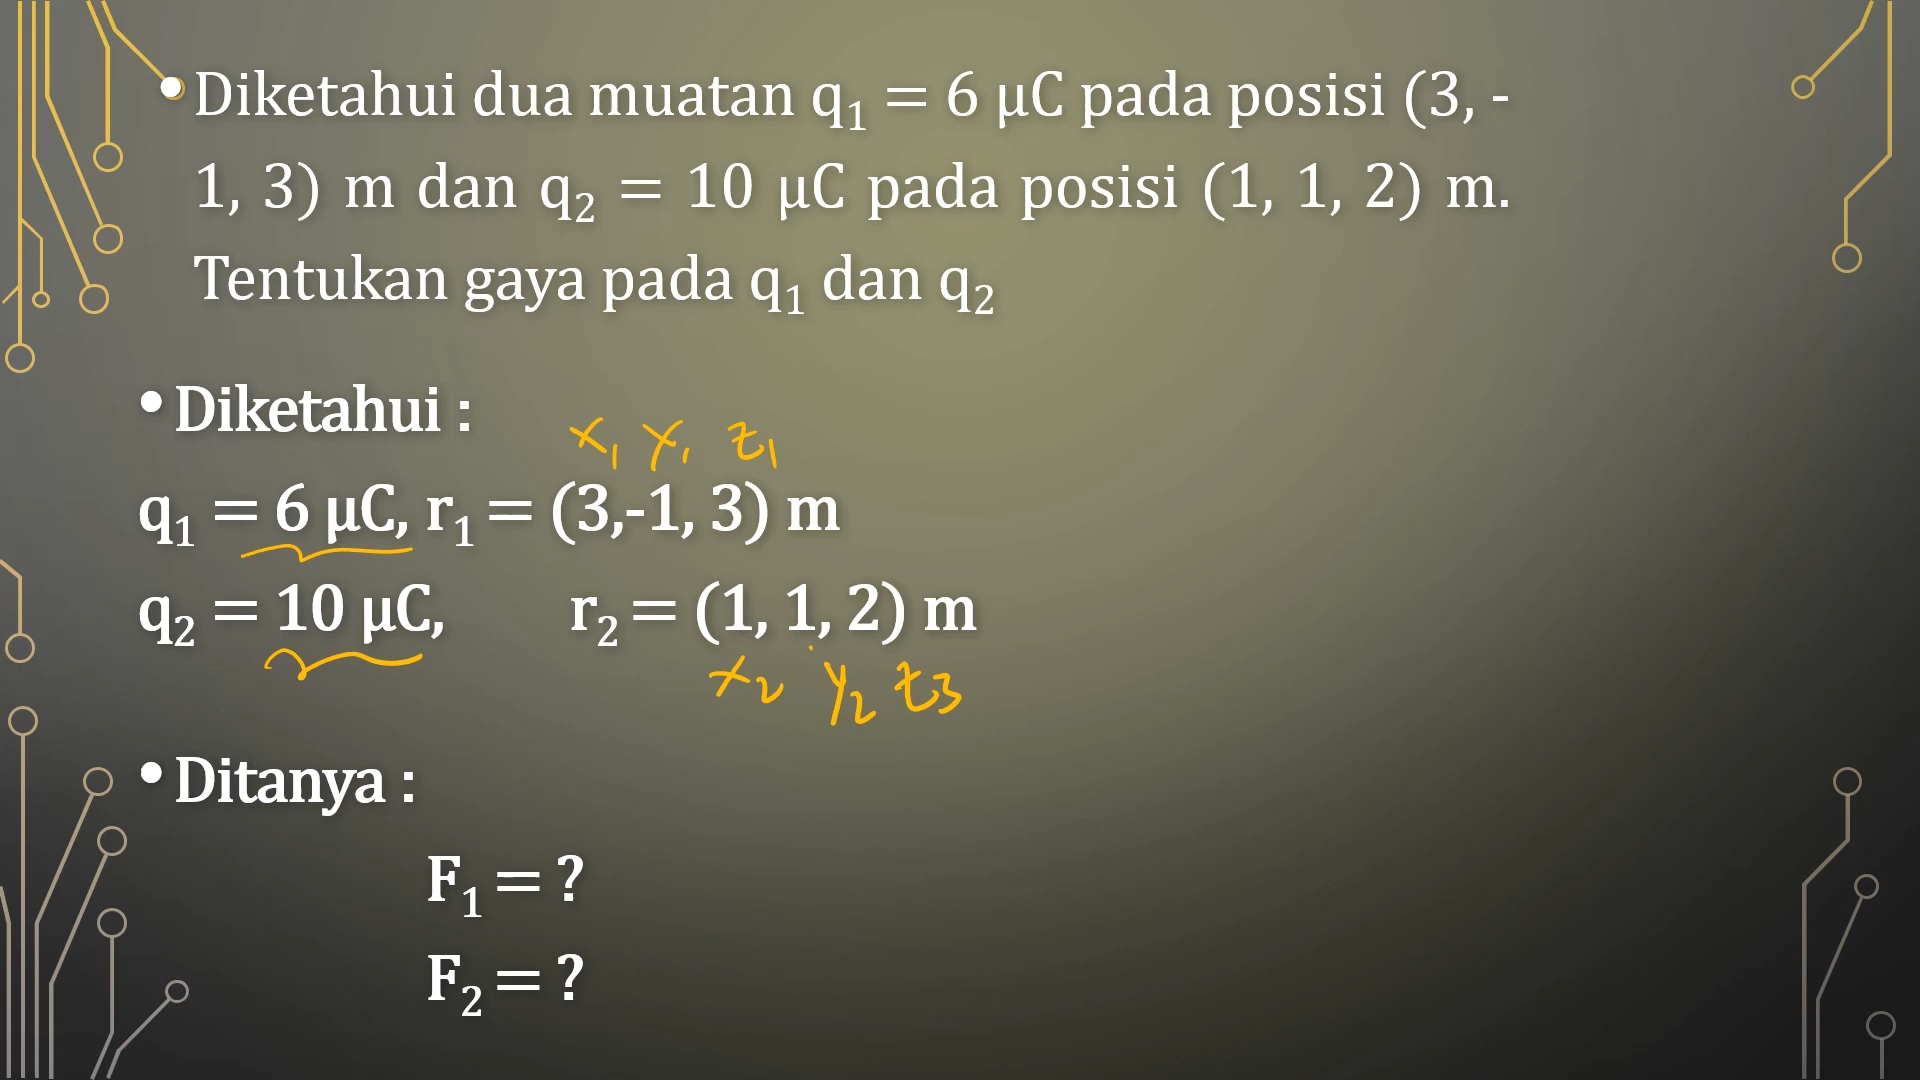 • Diketahui dua muatan q₁ = 6 µC pada posisi (3, -
1, 3) m dan q₂ = 10 µC pada posisi (1, 1, 2) m.
Tentukan gaya pada q₁ dan q₂
• Diketahui :
x₁ y₁ z₁
q₁ = 6 µC, r₁ = (3,-1, 3) m
q₂ = 10 µC, r₂ = (1, 1, 2) m
x₂ y₂ z₃
• Ditanya :
F₁ = ?
F₂ = ?